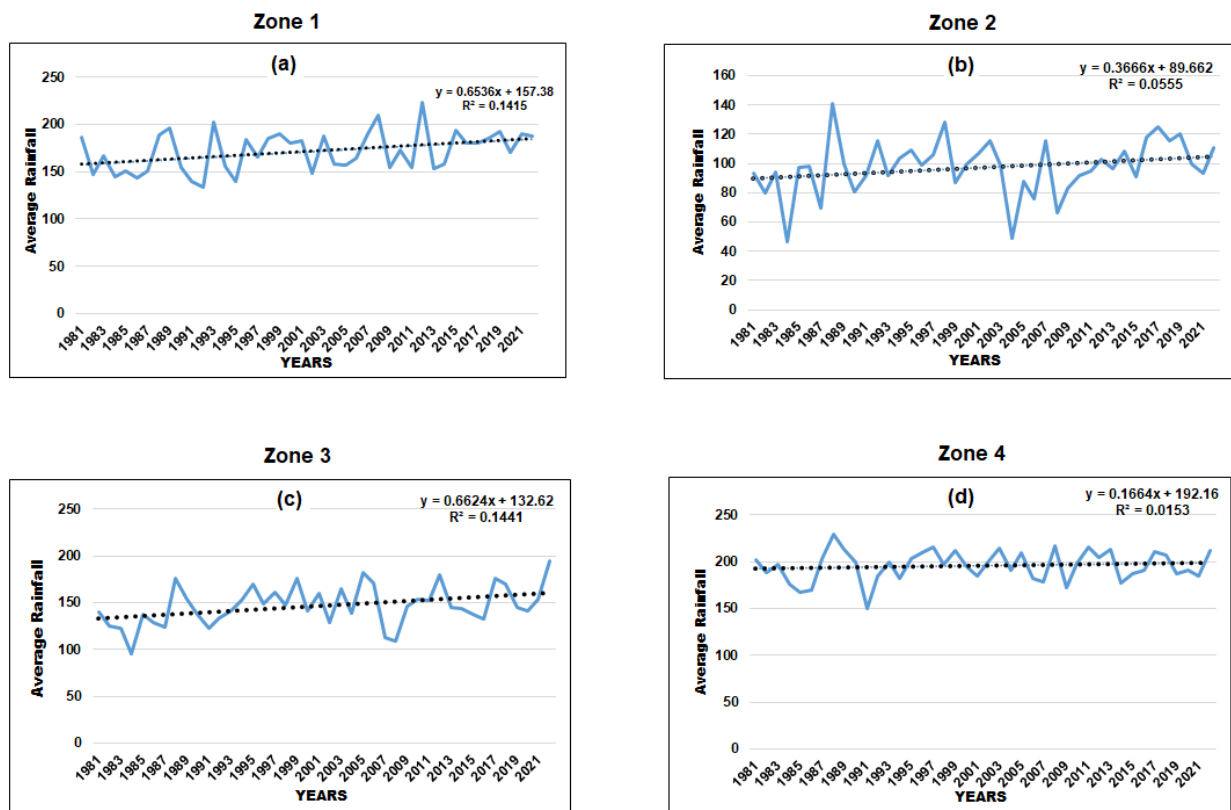 Zone 1
(a)
y = 0.6536x + 157.38
R² = 0.1415
Average Rainfall
250
200
150
100
50
0
1981 1983 1985 1987 1989 1991 1993 1995 1997 1999 2001 2003 2005 2007 2009 2011 2013 2015 2017 2019 2021
YEARS
Zone 2
(b)
y = 0.3666x + 89.662
R² = 0.0555
Average Rainfall
160
140
120
100
80
60
40
20
0
1981 1983 1985 1987 1989 1991 1993 1995 1997 1999 2001 2003 2005 2007 2009 2011 2013 2015 2017 2019 2021
YEARS
Zone 3
(c)
y = 0.6624x + 132.62
R² = 0.1441
Average Rainfall
250
200
150
100
50
0
1981 1983 1985 1987 1989 1991 1993 1995 1997 1999 2001 2003 2005 2007 2009 2011 2013 2015 2017 2019 2021
YEARS
Zone 4
(d)
y = 0.1664x + 192.16
R² = 0.0153
Average Rainfall
250
200
150
100
50
0
1981 1983 1985 1987 1989 1991 1993 1995 1997 1999 2001 2003 2005 2007 2009 2011 2013 2015 2017 2019 2021
YEARS